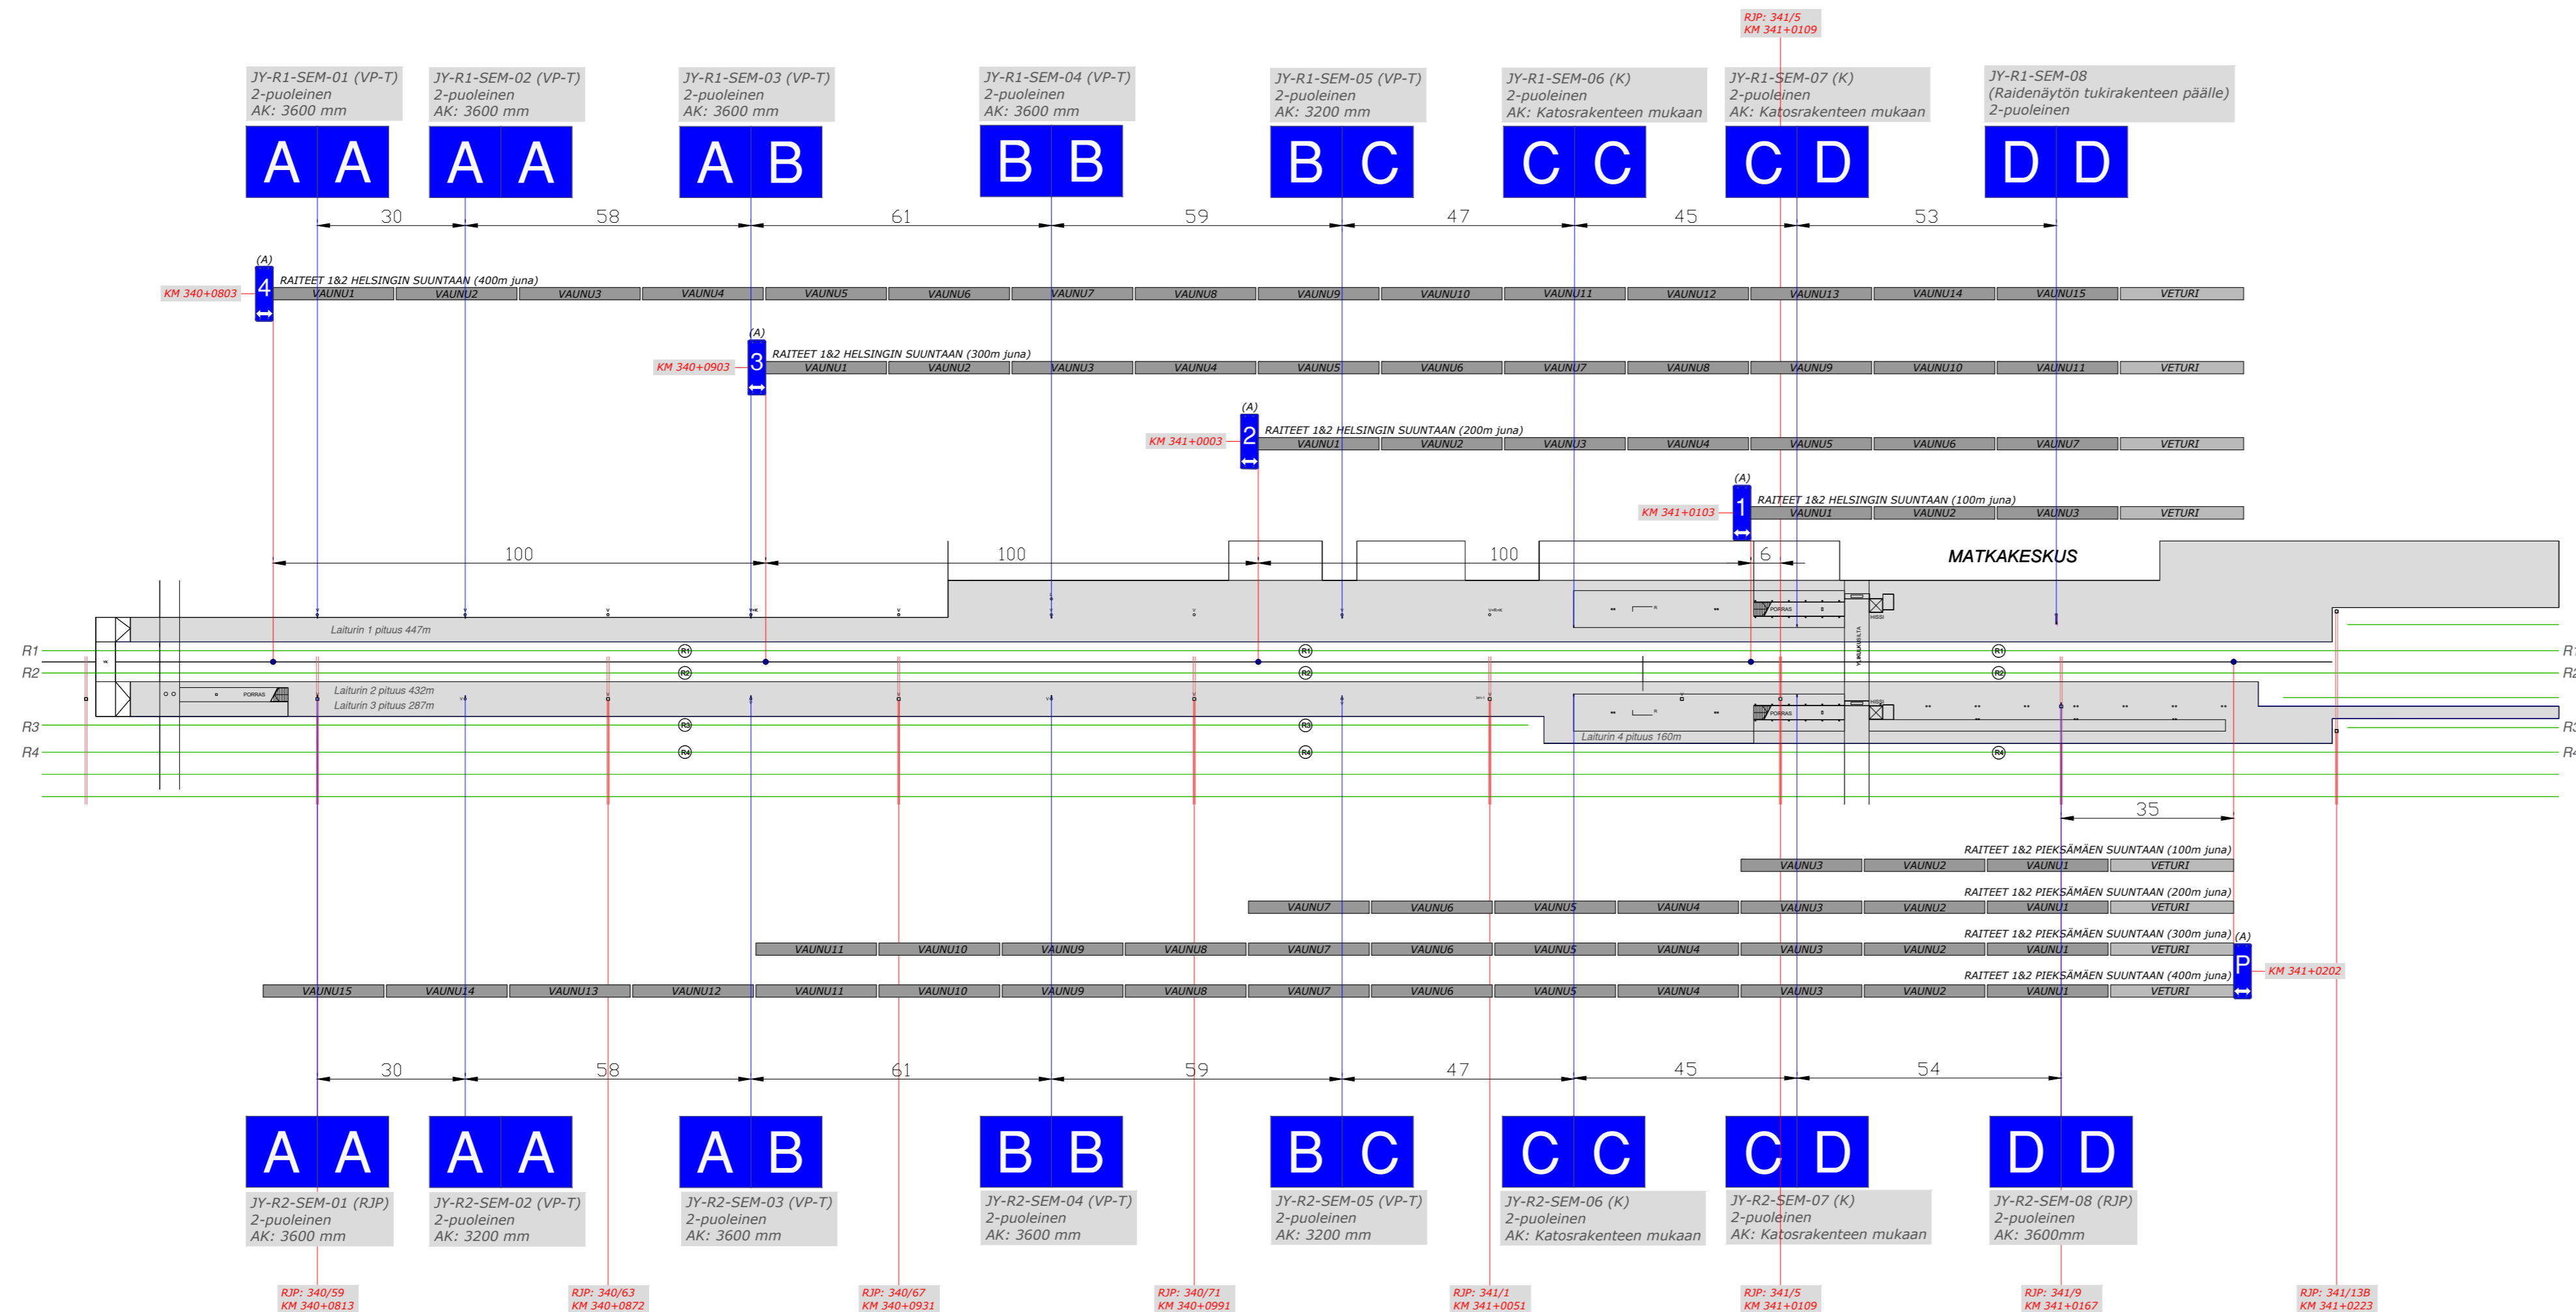 RJP: 341/5
KM 341+0109
JY-R1-SEM-01 (VP-T)
2-puoleinen
AK: 3600 mm
JY-R1-SEM-02 (VP-T)
2-puoleinen
AK: 3600 mm
JY-R1-SEM-03 (VP-T)
2-puoleinen
AK: 3600 mm
JY-R1-SEM-04 (VP-T)
2-puoleinen
AK: 3600 mm
JY-R1-SEM-05 (VP-T)
2-puoleinen
AK: 3200 mm
JY-R1-SEM-06 (K)
2-puoleinen
AK: Katosrakenteen mukaan
JY-R1-SEM-07 (K)
2-puoleinen
AK: Katosrakenteen mukaan
JY-R1-SEM-08
(Raidenäytön tukirakenteen päälle)
2-puoleinen
A A A A A B B B B C C C C D D D
30 58 61 59 47 45 53
(A)
4
KM 340+0803
RAITEET 1&2 HELSINGIN SUUNTAAN (400m juna)
VAUNU1 VAUNU2 VAUNU3 VAUNU4 VAUNU5 VAUNU6 VAUNU7 VAUNU8 VAUNU9 VAUNU10 VAUNU11 VAUNU12 VAUNU13 VAUNU14 VAUNU15 VETURI
(A)
3
KM 340+0903
RAITEET 1&2 HELSINGIN SUUNTAAN (300m juna)
VAUNU1 VAUNU2 VAUNU3 VAUNU4 VAUNU5 VAUNU6 VAUNU7 VAUNU8 VAUNU9 VAUNU10 VAUNU11 VETURI
(A)
2
KM 341+0003
RAITEET 1&2 HELSINGIN SUUNTAAN (200m juna)
VAUNU1 VAUNU2 VAUNU3 VAUNU4 VAUNU5 VAUNU6 VAUNU7 VETURI
(A)
1
KM 341+0103
RAITEET 1&2 HELSINGIN SUUNTAAN (100m juna)
VAUNU1 VAUNU2 VAUNU3 VETURI
100 100 100 6
MATKAKESKUS
PORRAS
HISSI
YLIKULKUSILTA
Laiturin 1 pituus 447m
R1 R1 R1 R1 R1
R2 R2 R2 R2 R2
Laiturin 2 pituus 432m
PORRAS
Laiturin 3 pituus 287m
PORRAS
HISSI
R3 R3 R3 R3
Laiturin 4 pituus 160m
R4 R4 R4 R4 R4
35
RAITEET 1&2 PIEKSÄMÄEN SUUNTAAN (100m juna)
VAUNU3 VAUNU2 VAUNU1 VETURI
RAITEET 1&2 PIEKSÄMÄEN SUUNTAAN (200m juna)
VAUNU7 VAUNU6 VAUNU5 VAUNU4 VAUNU3 VAUNU2 VAUNU1 VETURI
RAITEET 1&2 PIEKSÄMÄEN SUUNTAAN (300m juna)
VAUNU11 VAUNU10 VAUNU9 VAUNU8 VAUNU7 VAUNU6 VAUNU5 VAUNU4 VAUNU3 VAUNU2 VAUNU1 VETURI
(A)
P
KM 341+0202
RAITEET 1&2 PIEKSÄMÄEN SUUNTAAN (400m juna)
VAUNU15 VAUNU14 VAUNU13 VAUNU12 VAUNU11 VAUNU10 VAUNU9 VAUNU8 VAUNU7 VAUNU6 VAUNU5 VAUNU4 VAUNU3 VAUNU2 VAUNU1 VETURI
30 58 61 59 47 45 54
A A A A A B B B B C C C C D D D
JY-R2-SEM-01 (RJP)
2-puoleinen
AK: 3600 mm
JY-R2-SEM-02 (VP-T)
2-puoleinen
AK: 3200 mm
JY-R2-SEM-03 (VP-T)
2-puoleinen
AK: 3600 mm
JY-R2-SEM-04 (VP-T)
2-puoleinen
AK: 3600 mm
JY-R2-SEM-05 (VP-T)
2-puoleinen
AK: 3200 mm
JY-R2-SEM-06 (K)
2-puoleinen
AK: Katosrakenteen mukaan
JY-R2-SEM-07 (K)
2-puoleinen
AK: Katosrakenteen mukaan
JY-R2-SEM-08 (RJP)
2-puoleinen
AK: 3600mm
RJP: 340/59
KM 340+0813
RJP: 340/63
KM 340+0872
RJP: 340/67
KM 340+0931
RJP: 340/71
KM 340+0991
RJP: 341/1
KM 341+0051
RJP: 341/5
KM 341+0109
RJP: 341/9
KM 341+0167
RJP: 341/13B
KM 341+0223